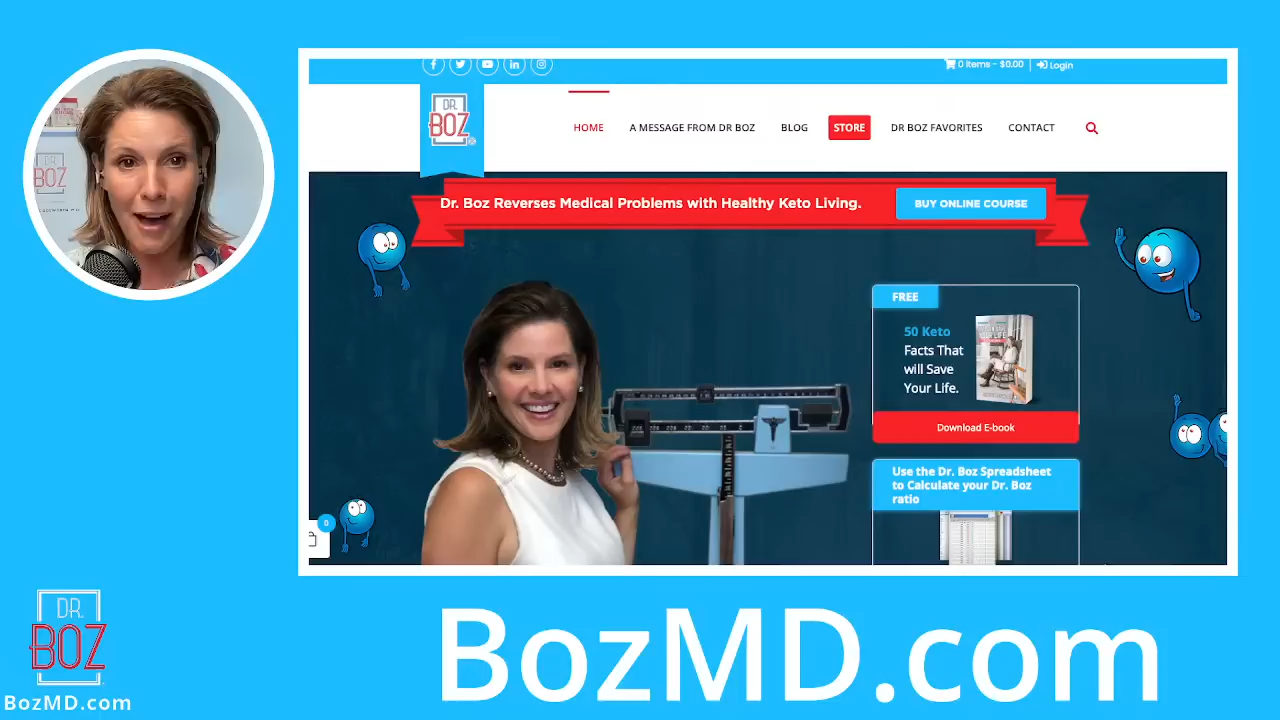 0 Items - $0.00
Login
DR.
BOZ
HOME
A MESSAGE FROM DR BOZ
BLOG
STORE
DR BOZ FAVORITES
CONTACT
Dr. Boz Reverses Medical Problems with Healthy Keto Living.
BUY ONLINE COURSE
BOZ
FREE
50 Keto
Facts That
will Save
Your Life.
Download E-book
Use the Dr. Boz Spreadsheet
to Calculate your Dr. Boz
ratio
0
DR.
BOZ
BozMD.com
BozMD.com